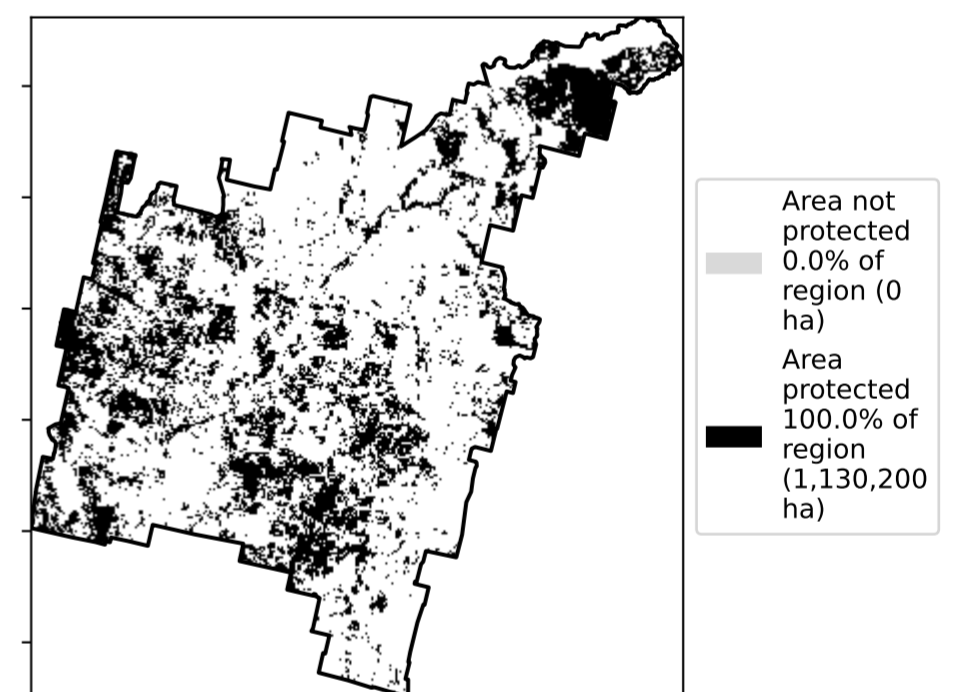 Area not
protected
0.0% of
region (0
ha)
Area
protected
100.0% of
region
(1,130,200
ha)